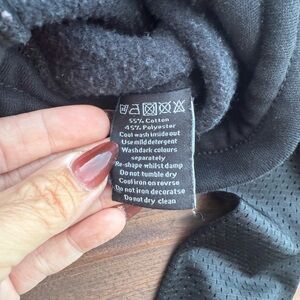 55% Cotton
45% Polyester
Cool wash inside out
Use mild detergent
Wash dark colours
separately
Re-shape whilst damp
Do not tumble dry
Cool iron on revrse
Do not iron decoratse
Do not dry clean